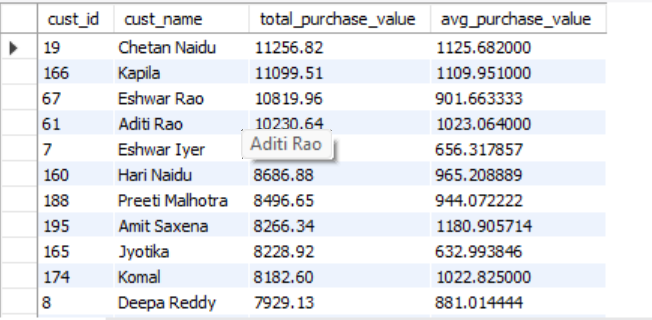 cust_id cust_name total_purchase_value avg_purchase_value
19 Chetan Naidu 11256.82 1125.682000
166 Kapila 11099.51 1109.951000
67 Eshwar Rao 10819.96 901.663333
61 Aditi Rao 10230.64 1023.064000
7 Eshwar Iyer Aditi Rao 656.317857
160 Hari Naidu 8686.88 965.208889
188 Preeti Malhotra 8496.65 944.072222
195 Amit Saxena 8266.34 1180.905714
165 Jyotika 8228.92 632.993846
174 Komal 8182.60 1022.825000
8 Deepa Reddy 7929.13 881.014444